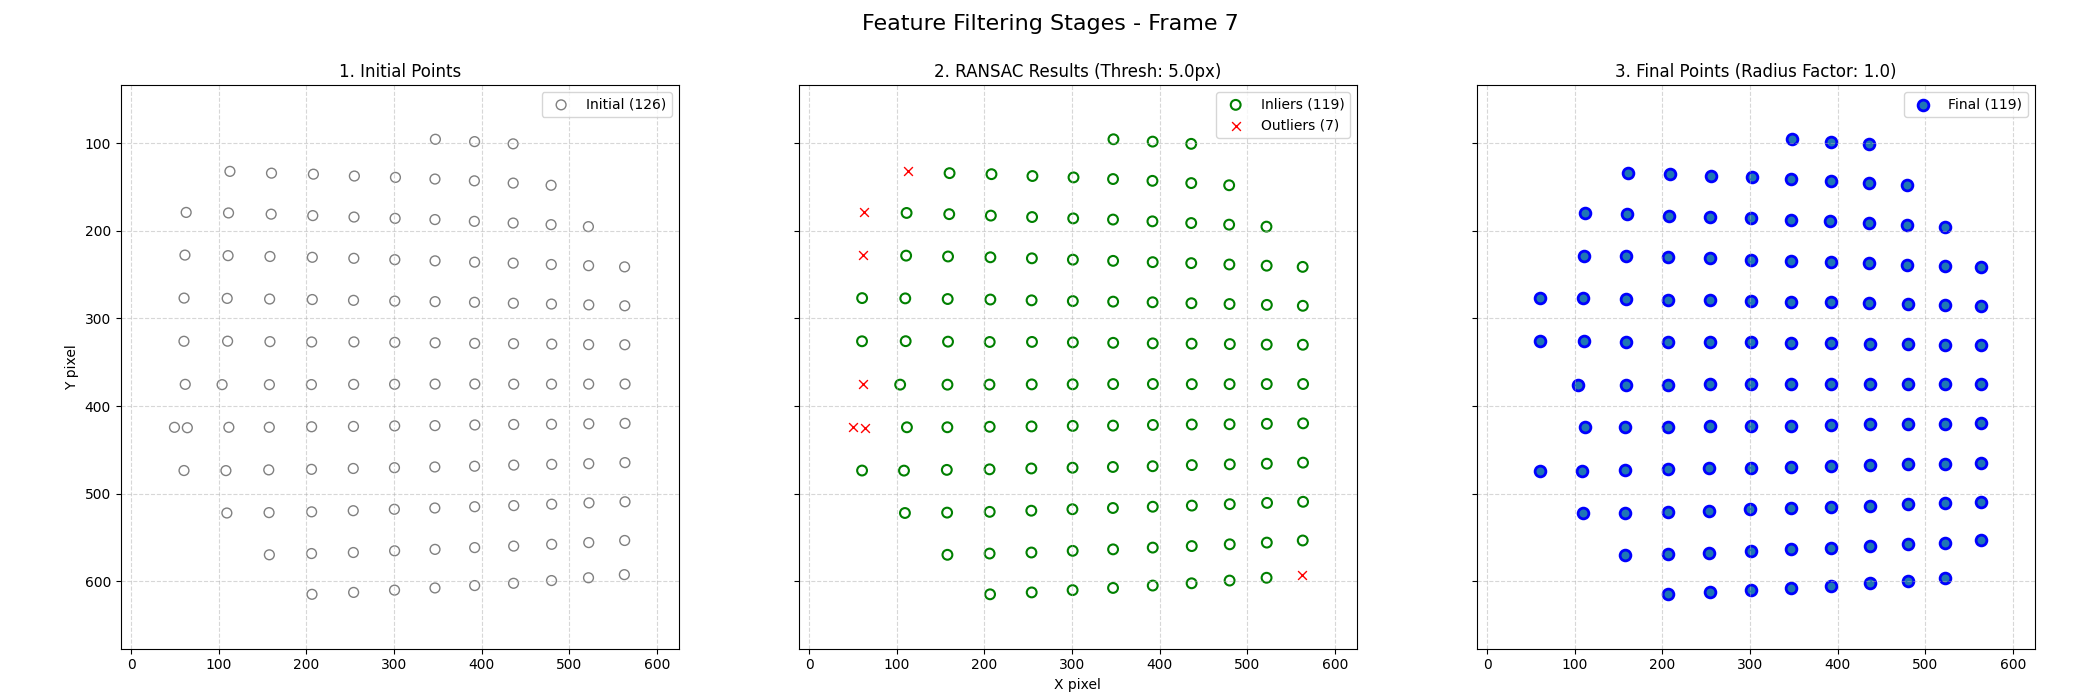 Feature Filtering Stages - Frame 7
1. Initial Points
Initial (126)
100
200
300
400
500
600
Y pixel
0 100 200 300 400 500 600
2. RANSAC Results (Thresh: 5.0px)
Inliers (119)
Outliers (7)
0 100 200 300 400 500 600
X pixel
3. Final Points (Radius Factor: 1.0)
Final (119)
0 100 200 300 400 500 600